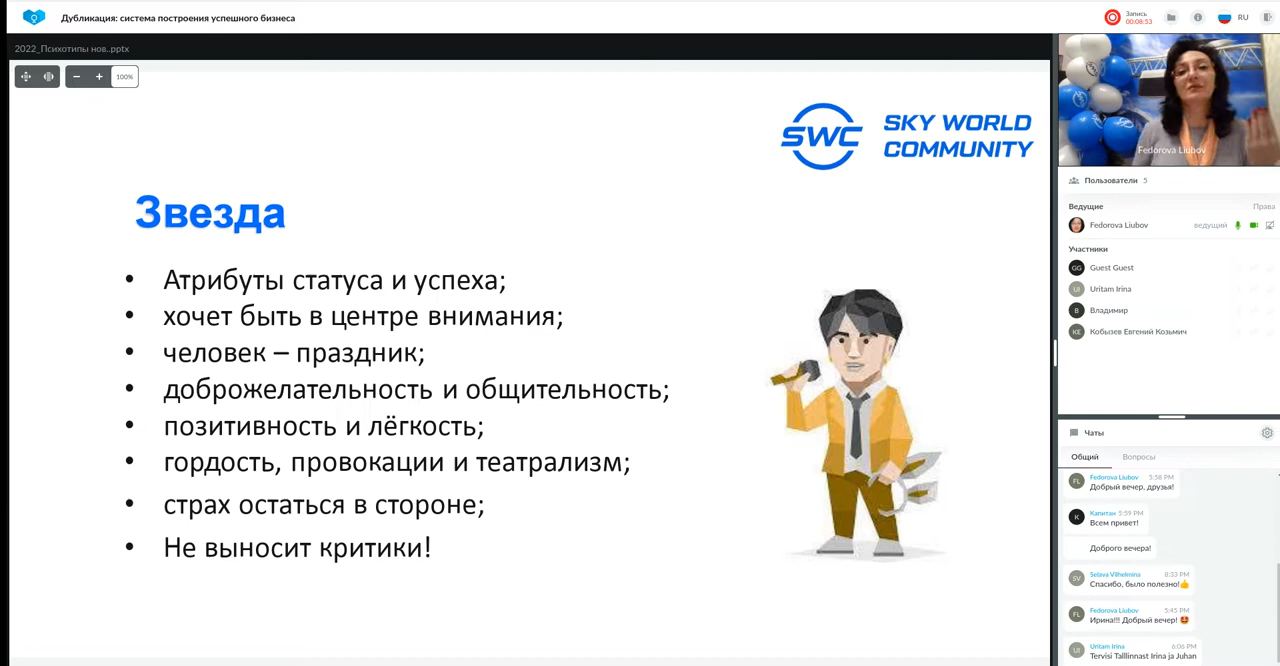 Дубликация: система построения успешного бизнеса
Запись
00:08:53
RU
2022_Психотипы нов..pptx
100%
SWC
SKY WORLD
COMMUNITY
Звезда
• Атрибуты статуса и успеха;
• хочет быть в центре внимания;
• человек – праздник;
• доброжелательность и общительность;
• позитивность и лёгкость;
• гордость, провокации и театрализм;
• страх остаться в стороне;
• Не выносит критики!
Fedorova Liubov
Пользователи 5
Ведущие Права
Fedorova Liubov ведущий
Участники
GG Guest Guest
UI Uritam Irina
В Владимир
КЕ Кобызев Евгений Козьмич
Чаты
Общий Вопросы
FL Fedorova Liubov 5:58 PM
Добрый вечер, друзья!
К Капитан 5:59 PM
Всем привет!
Доброго вечера!
SV Selava Vilhelmina 8:33 PM
Спасибо, было полезно!👍
FL Fedorova Liubov 5:45 PM
Ирина!!! Добрый вечер! 🤩
UI Uritam Irina 6:06 PM
Tervisi Talllinnast Irina ja Juhan